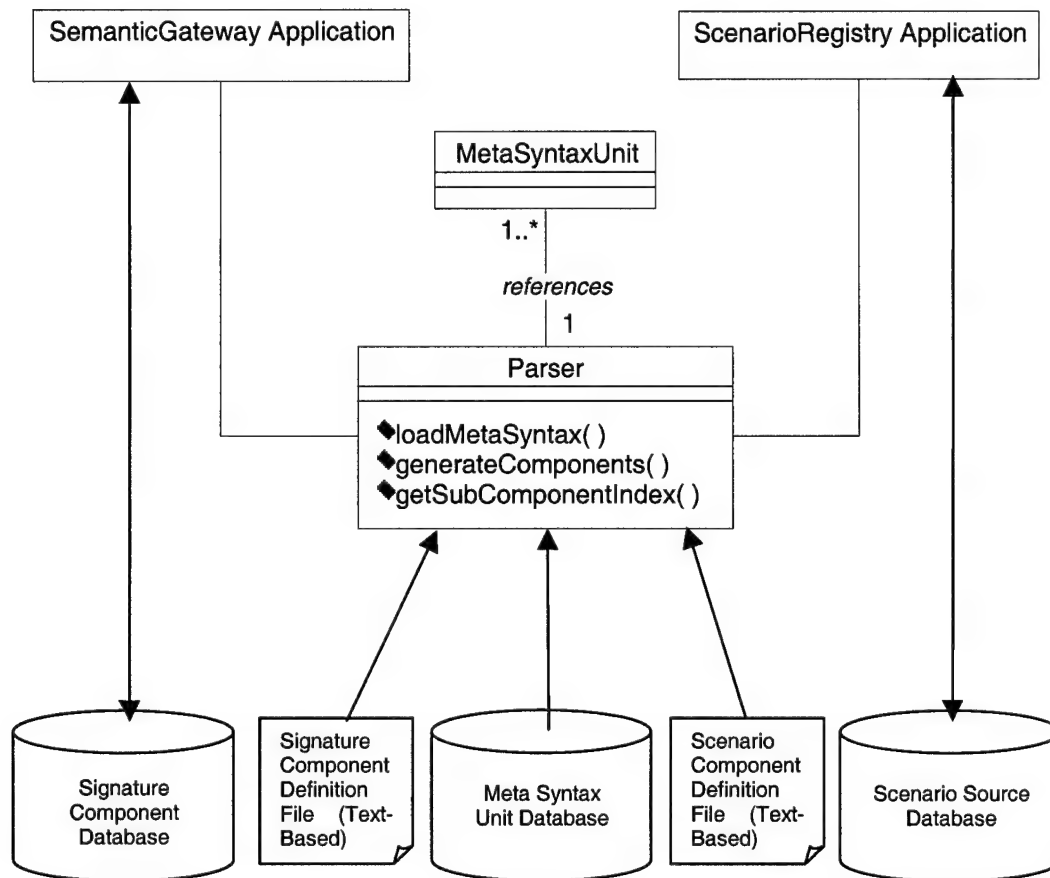 SemanticGateway Application
ScenarioRegistry Application
MetaSyntaxUnit
1..*
references
1
Parser
loadMetaSyntax( )
generateComponents( )
getSubComponentIndex( )
Signature
Component
Database
Signature
Component
Definition
File (Text-
Based)
Meta Syntax
Unit Database
Scenario
Component
Definition
File (Text-
Based)
Scenario Source
Database